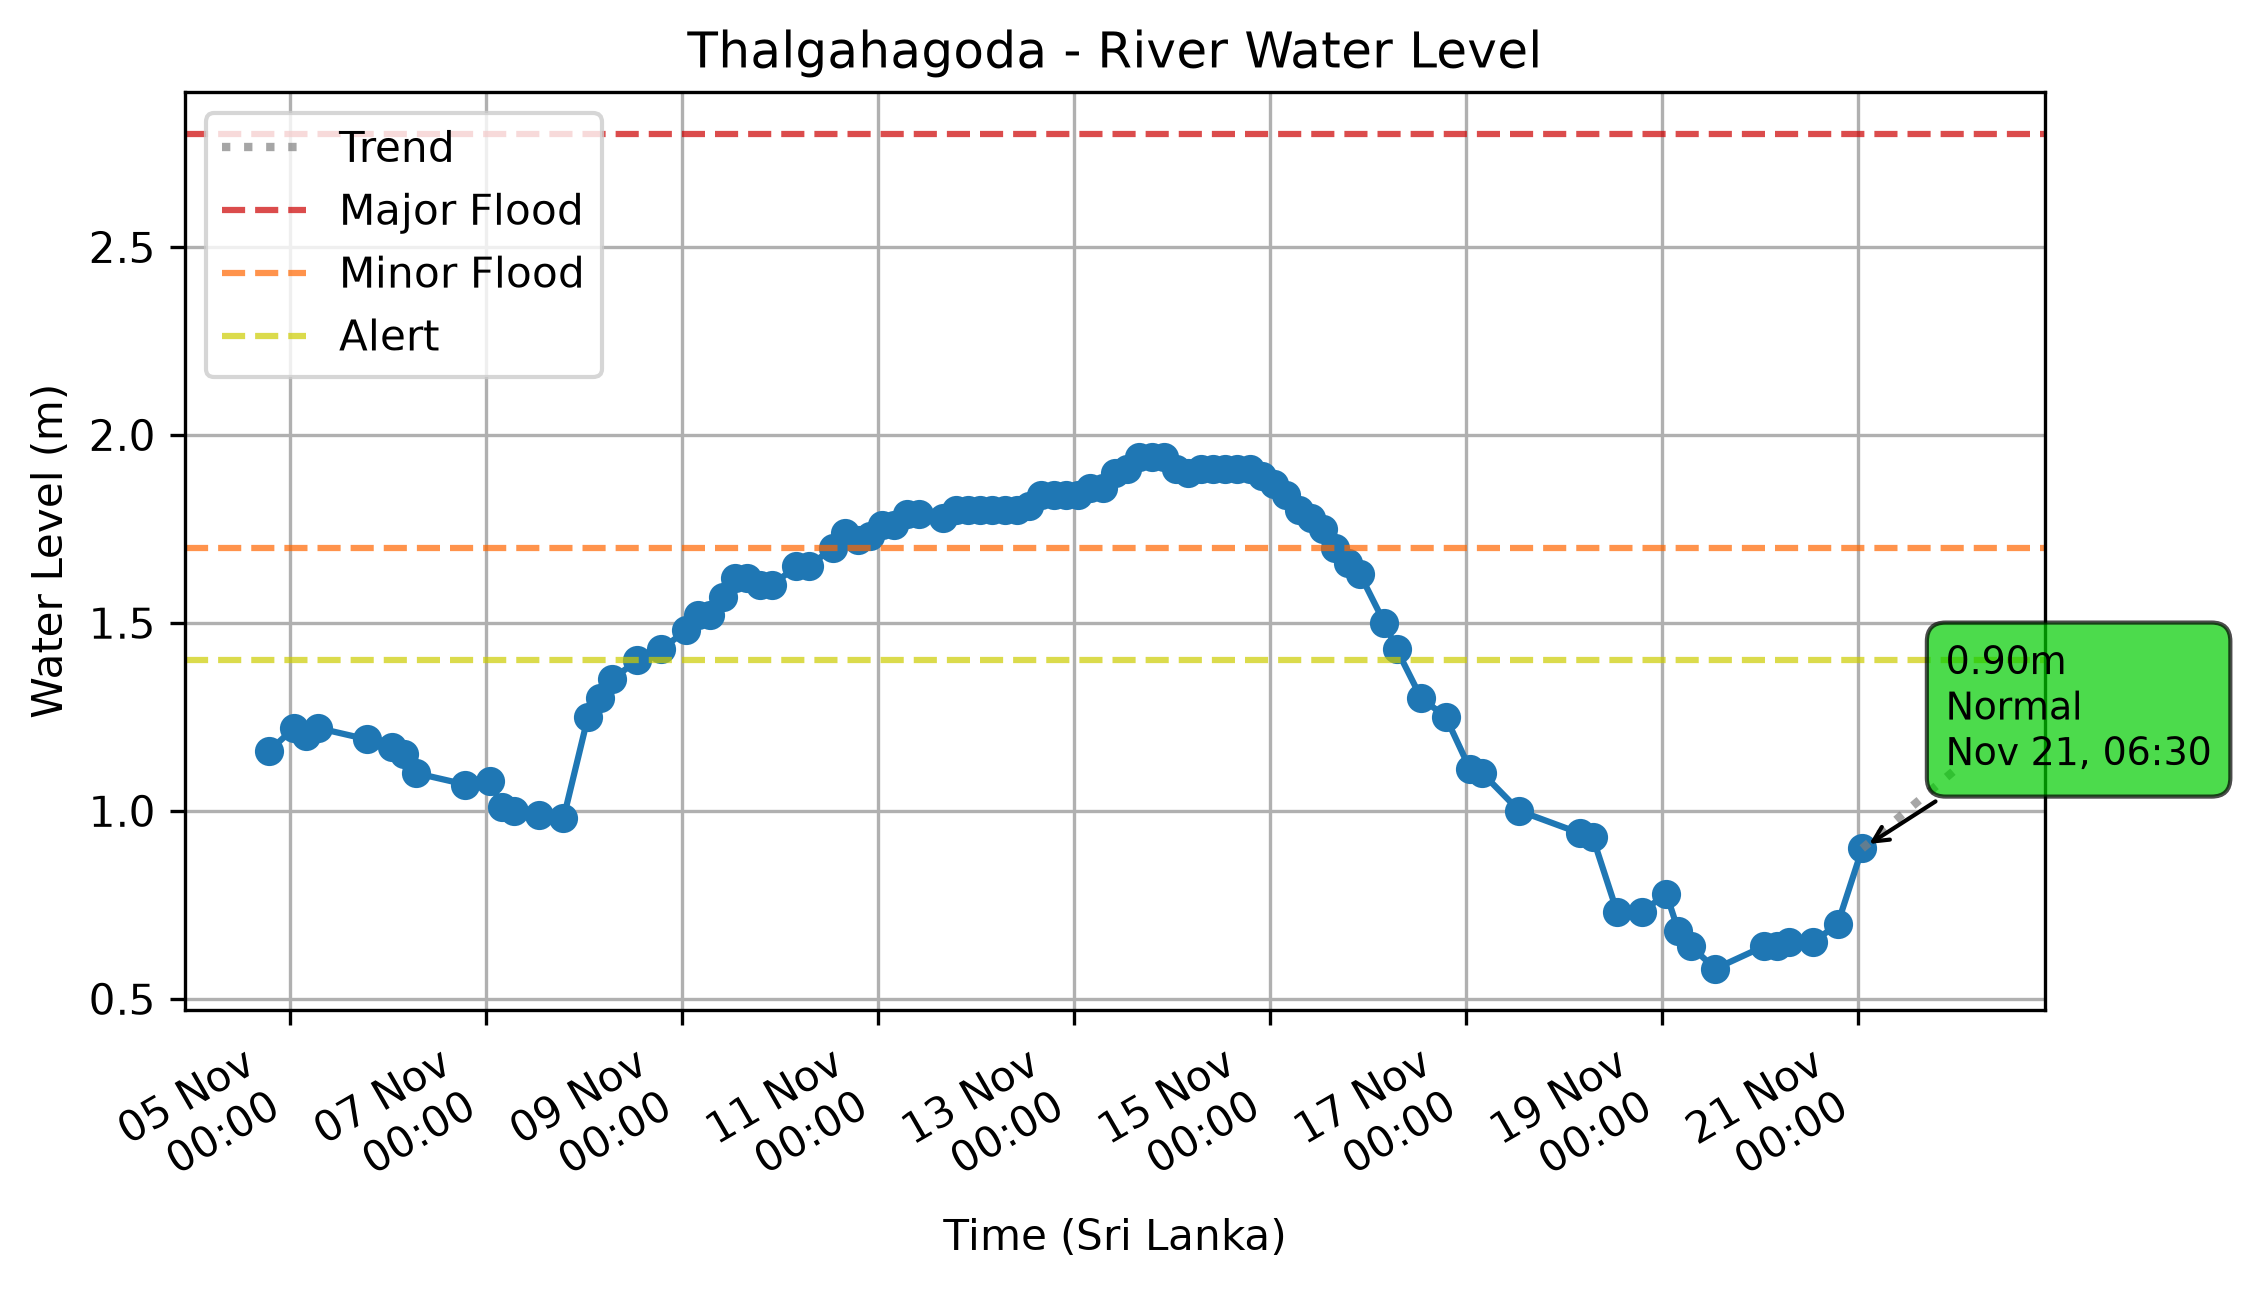 Thalgahagoda - River Water Level
Trend
Major Flood
Minor Flood
Alert
Water Level (m)
2.5
2.0
1.5
1.0
0.5
0.90m
Normal
Nov 21, 06:30
05 Nov
00:00
07 Nov
00:00
09 Nov
00:00
11 Nov
00:00
13 Nov
00:00
15 Nov
00:00
17 Nov
00:00
19 Nov
00:00
21 Nov
00:00
Time (Sri Lanka)